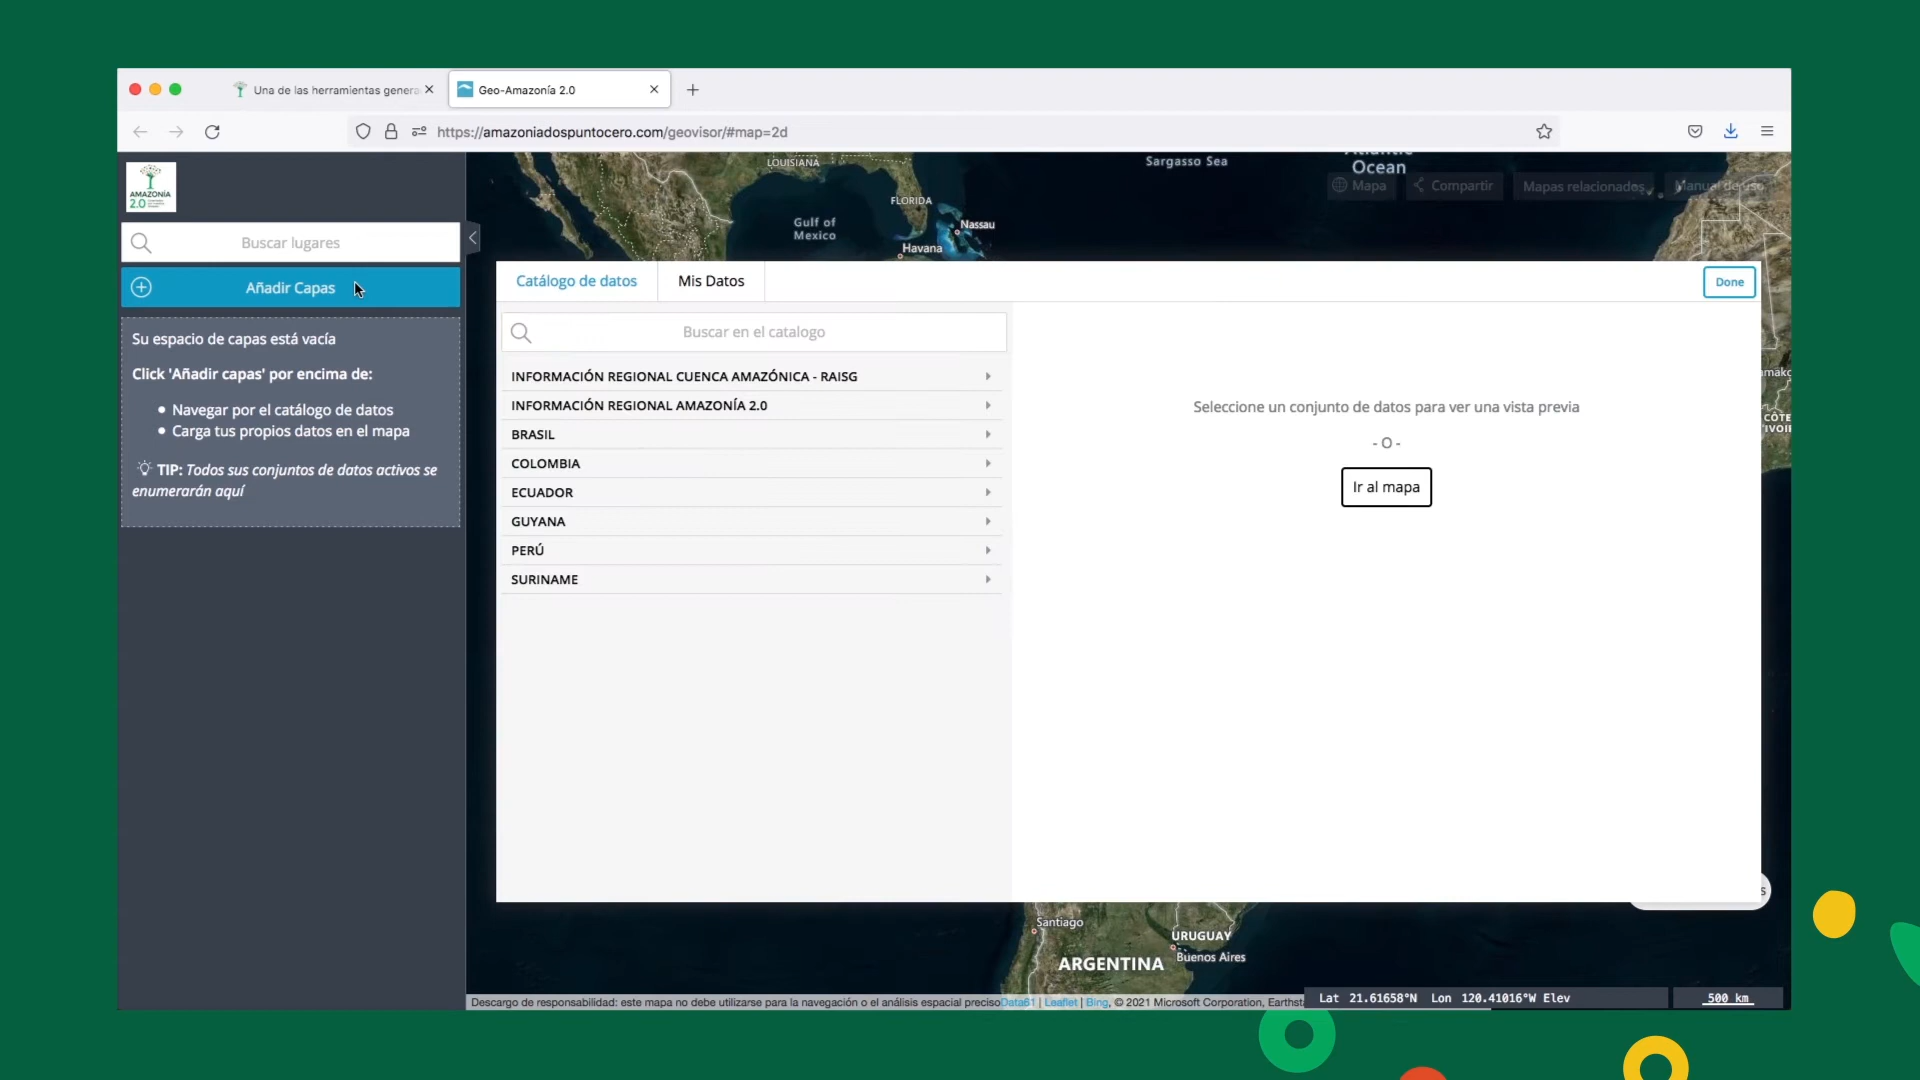 Una de las herramientas genera
Geo-Amazonía 2.0
https://amazoniadospuntocero.com/geovisor/#map=2d
AMAZONÍA
2.0
Buscar lugares
Añadir Capas
Su espacio de capas está vacía
Click 'Añadir capas' por encima de:
Navegar por el catálogo de datos
Carga tus propios datos en el mapa
TIP: Todos sus conjuntos de datos activos se
enumerarán aquí
LOUISIANA
FLORIDA
Gulf of
Mexico
Nassau
Havana
Sargasso Sea
Atlantic
Ocean
Mapa
Compartir
Mapas relacionados
Manual de uso
Catálogo de datos
Mis Datos
Done
Buscar en el catalogo
INFORMACIÓN REGIONAL CUENCA AMAZÓNICA - RAISG
INFORMACIÓN REGIONAL AMAZONÍA 2.0
BRASIL
COLOMBIA
ECUADOR
GUYANA
PERÚ
SURINAME
Seleccione un conjunto de datos para ver una vista previa
- O -
Ir al mapa
Santiago
URUGUAY
Buenos Aires
ARGENTINA
Descargo de responsabilidad: este mapa no debe utilizarse para la navegación o el análisis espacial preciso Data61 | Leaflet | Bing, © 2021 Microsoft Corporation, Earthst
Lat 21.61658°N Lon 120.41016°W Elev
500 km